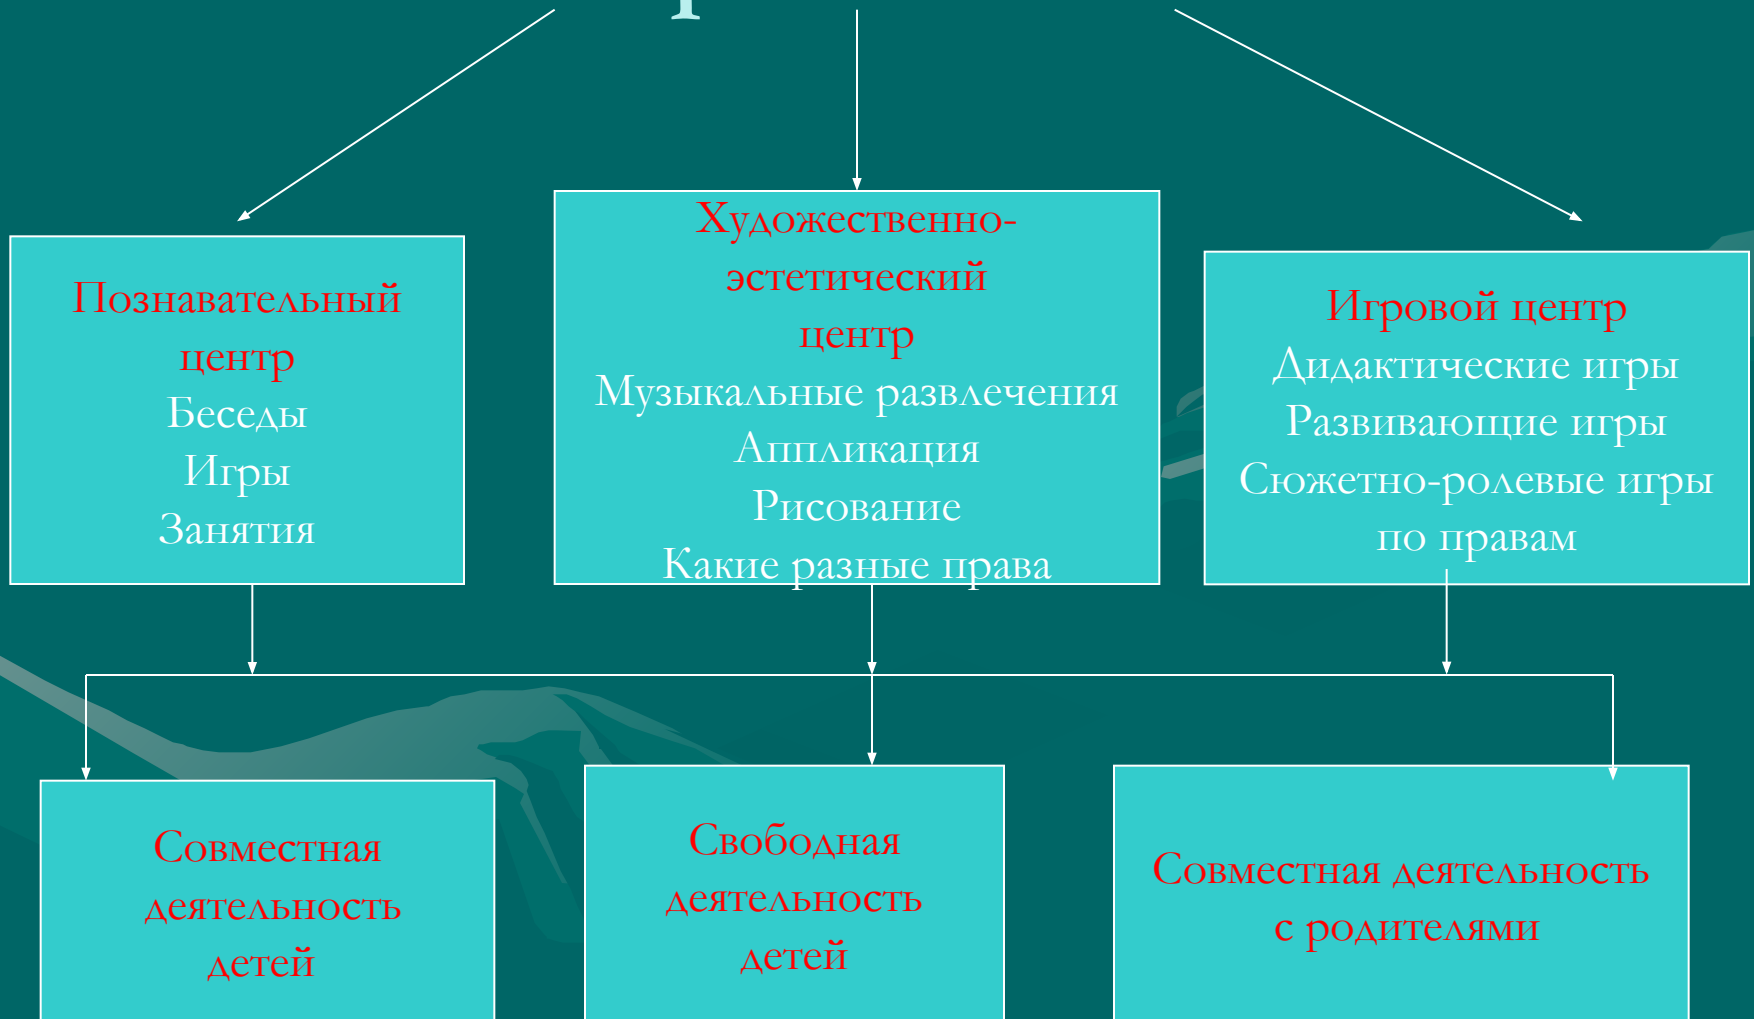 Познавательный
центр
Беседы
Игры
Занятия
Художественно-
эстетический
центр
Музыкальные развлечения
Аппликация
Рисование
Какие разные права
Игровой центр
Дидактические игры
Развивающие игры
Сюжетно-ролевые игры
по правам
Совместная
деятельность
детей
Свободная
деятельность
детей
Совместная деятельность
с родителями